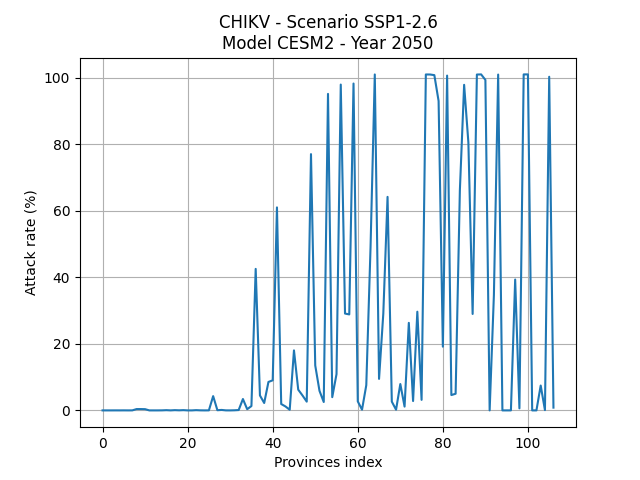 CHIKV - Scenario SSP1-2.6
Model CESM2 - Year 2050
100
80
60
40
20
0
Attack rate (%)
0 20 40 60 80 100
Provinces index